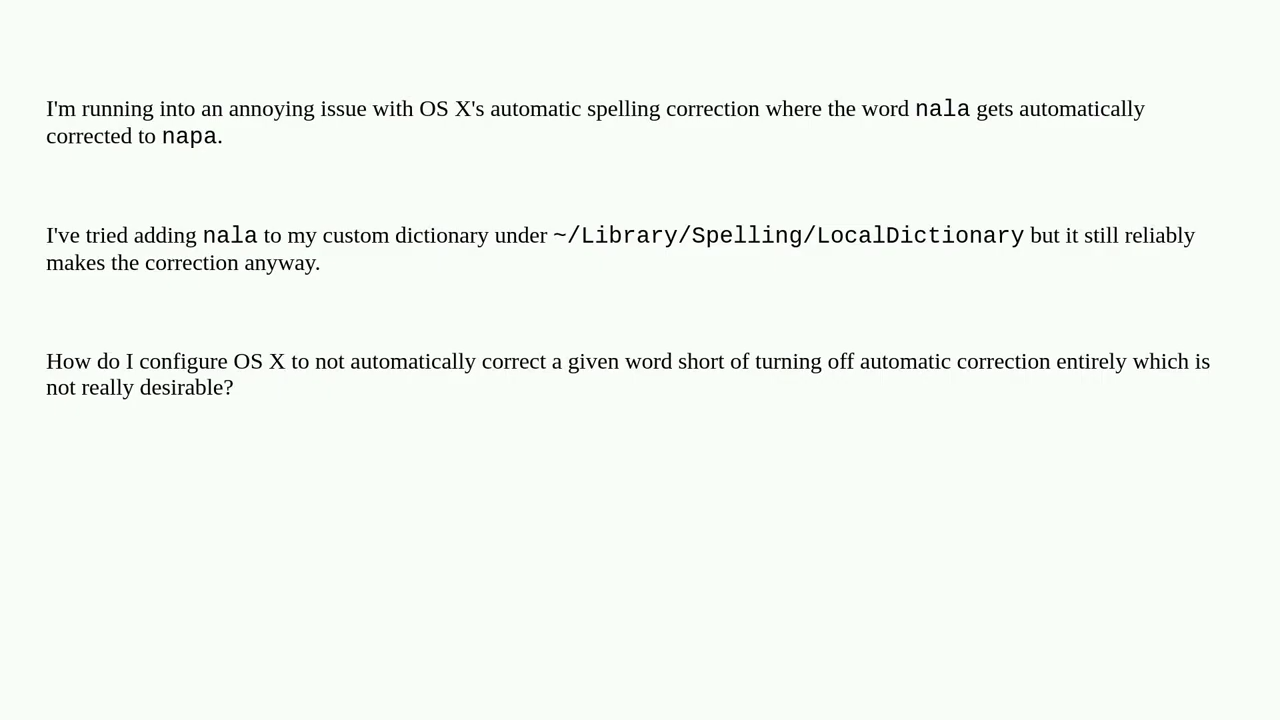 I'm running into an annoying issue with OS X's automatic spelling correction where the word nala gets automatically
corrected to napa.
I've tried adding nala to my custom dictionary under ~/Library/Spelling/LocalDictionary but it still reliably
makes the correction anyway.
How do I configure OS X to not automatically correct a given word short of turning off automatic correction entirely which is
not really desirable?